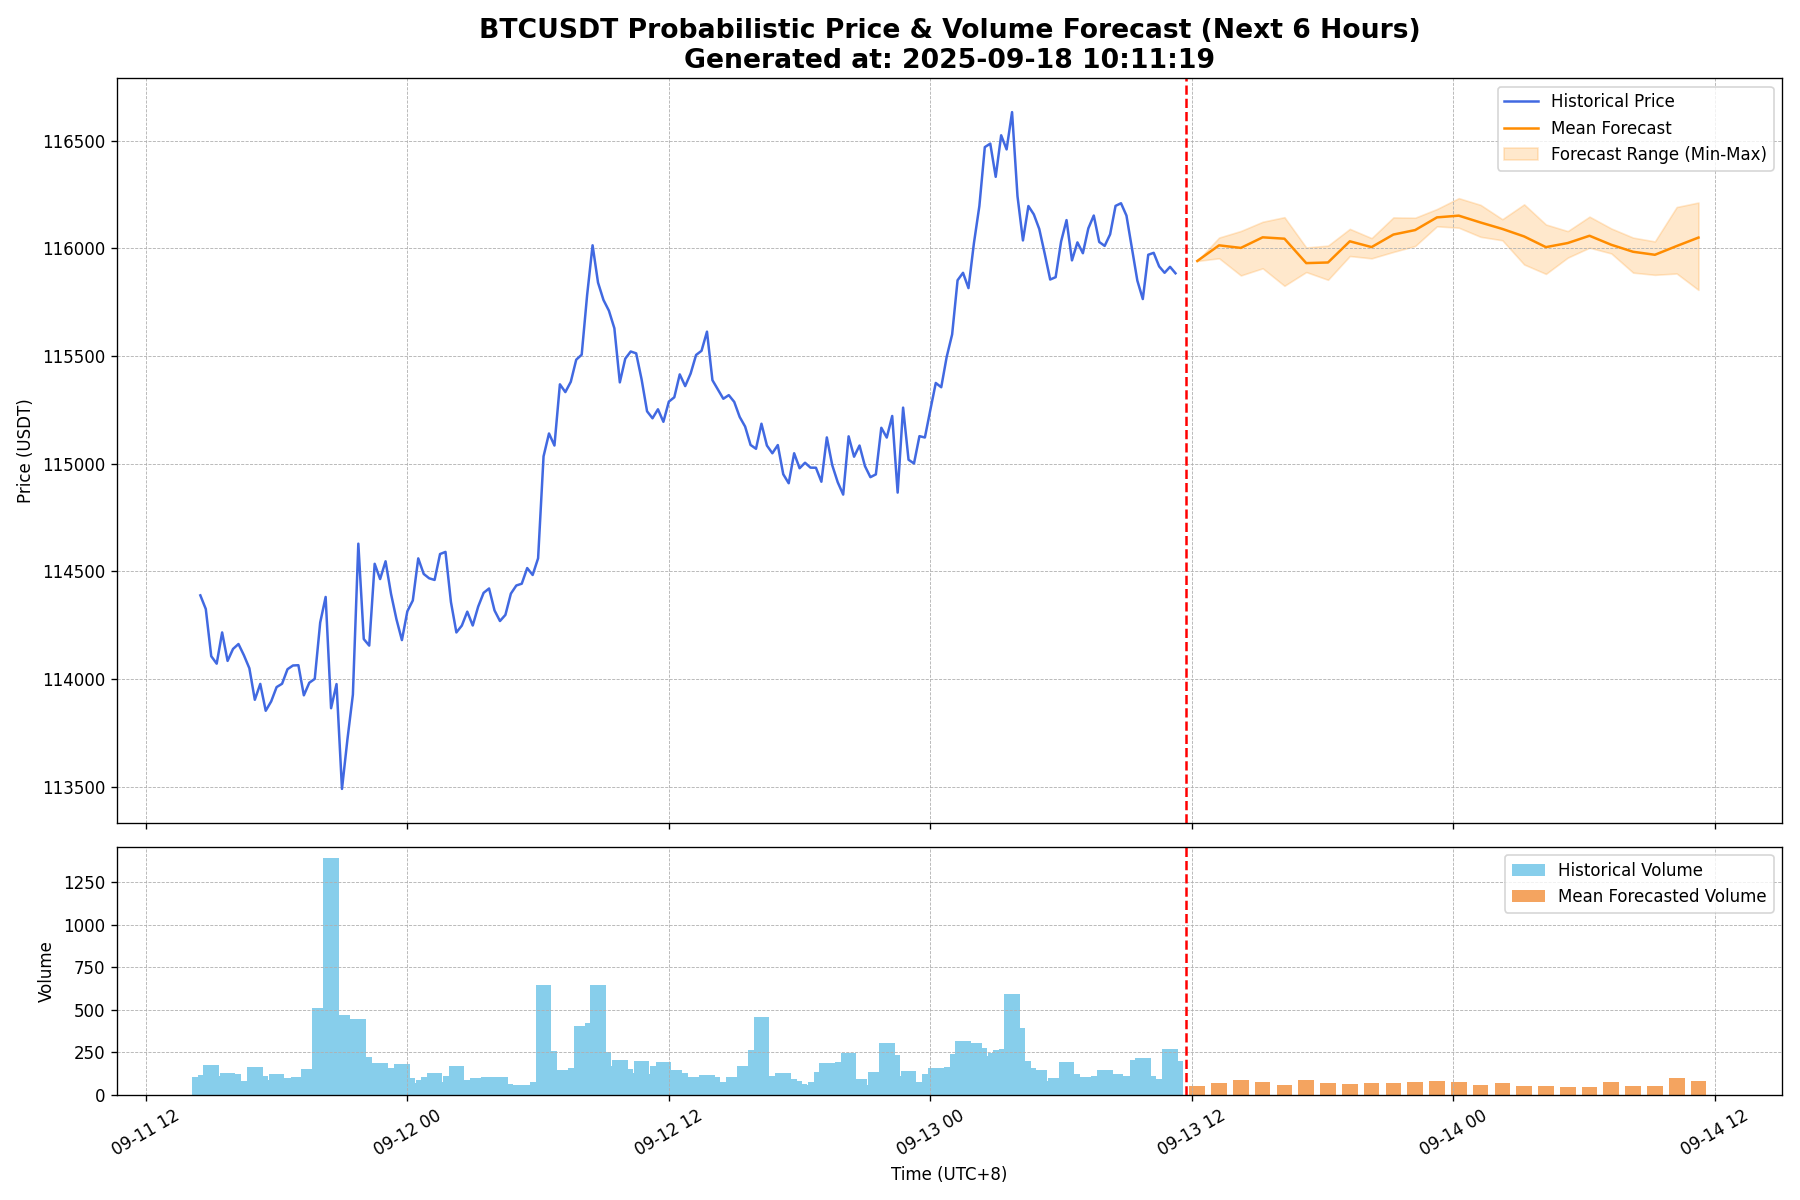 BTCUSDT Probabilistic Price & Volume Forecast (Next 6 Hours)
Generated at: 2025-09-18 10:11:19
Historical Price
Mean Forecast
Forecast Range (Min-Max)
116500
116000
115500
115000
114500
114000
113500
Price (USDT)
Historical Volume
Mean Forecasted Volume
1250
1000
750
500
250
0
Volume
09-11 12
09-12 00
09-12 12
09-13 00
09-13 12
09-14 00
09-14 12
Time (UTC+8)